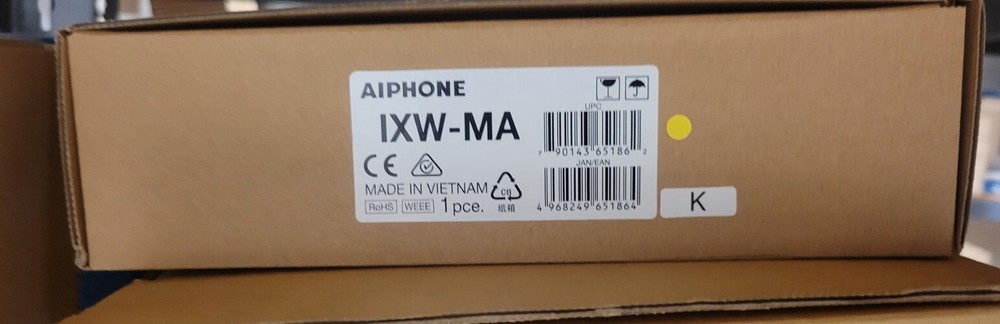 AIPHONE
IXW-MA
CE
MADE IN VIETNAM
RoHS WEEE 1pce.
CB
纸箱
UPC
7 90143 65186 2
JAN/EAN
4 968249 651864
K